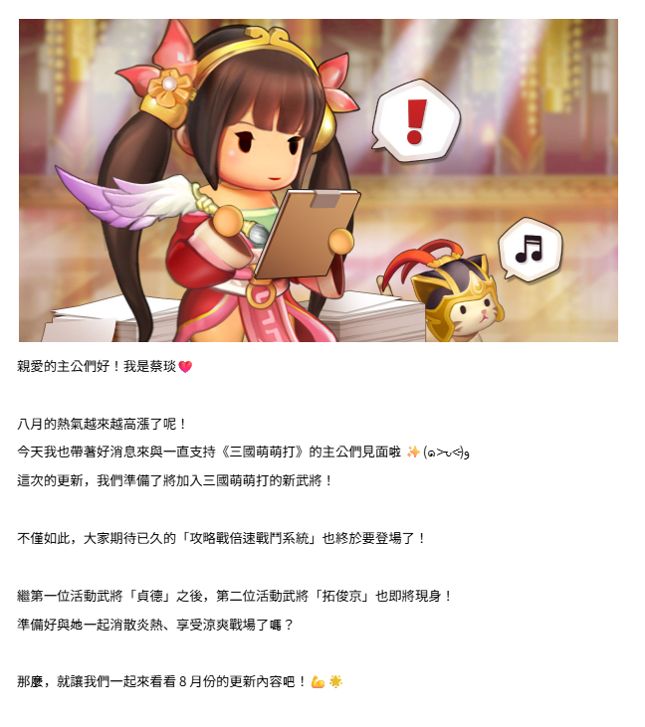 親愛的主公們好！我是蔡琰💔
八月的熱氣越來越高漲了呢！
今天我也帶著好消息來與一直支持《三國萌萌打》的主公們見面啦 ✨ (๑˃̵ᴗ˂̵)و
這次的更新，我們準備了將加入三國萌萌打的新武將！
不僅如此，大家期待已久的「攻略戰倍速戰鬥系統」也終於要登場了！
繼第一位活動武將「貞德」之後，第二位活動武將「拓俊京」也即將現身！
準備好與她一起消散炎熱、享受涼爽戰場了嗎？
那麼，就讓我們一起來看看 8 月份的更新內容吧！💪 🌟